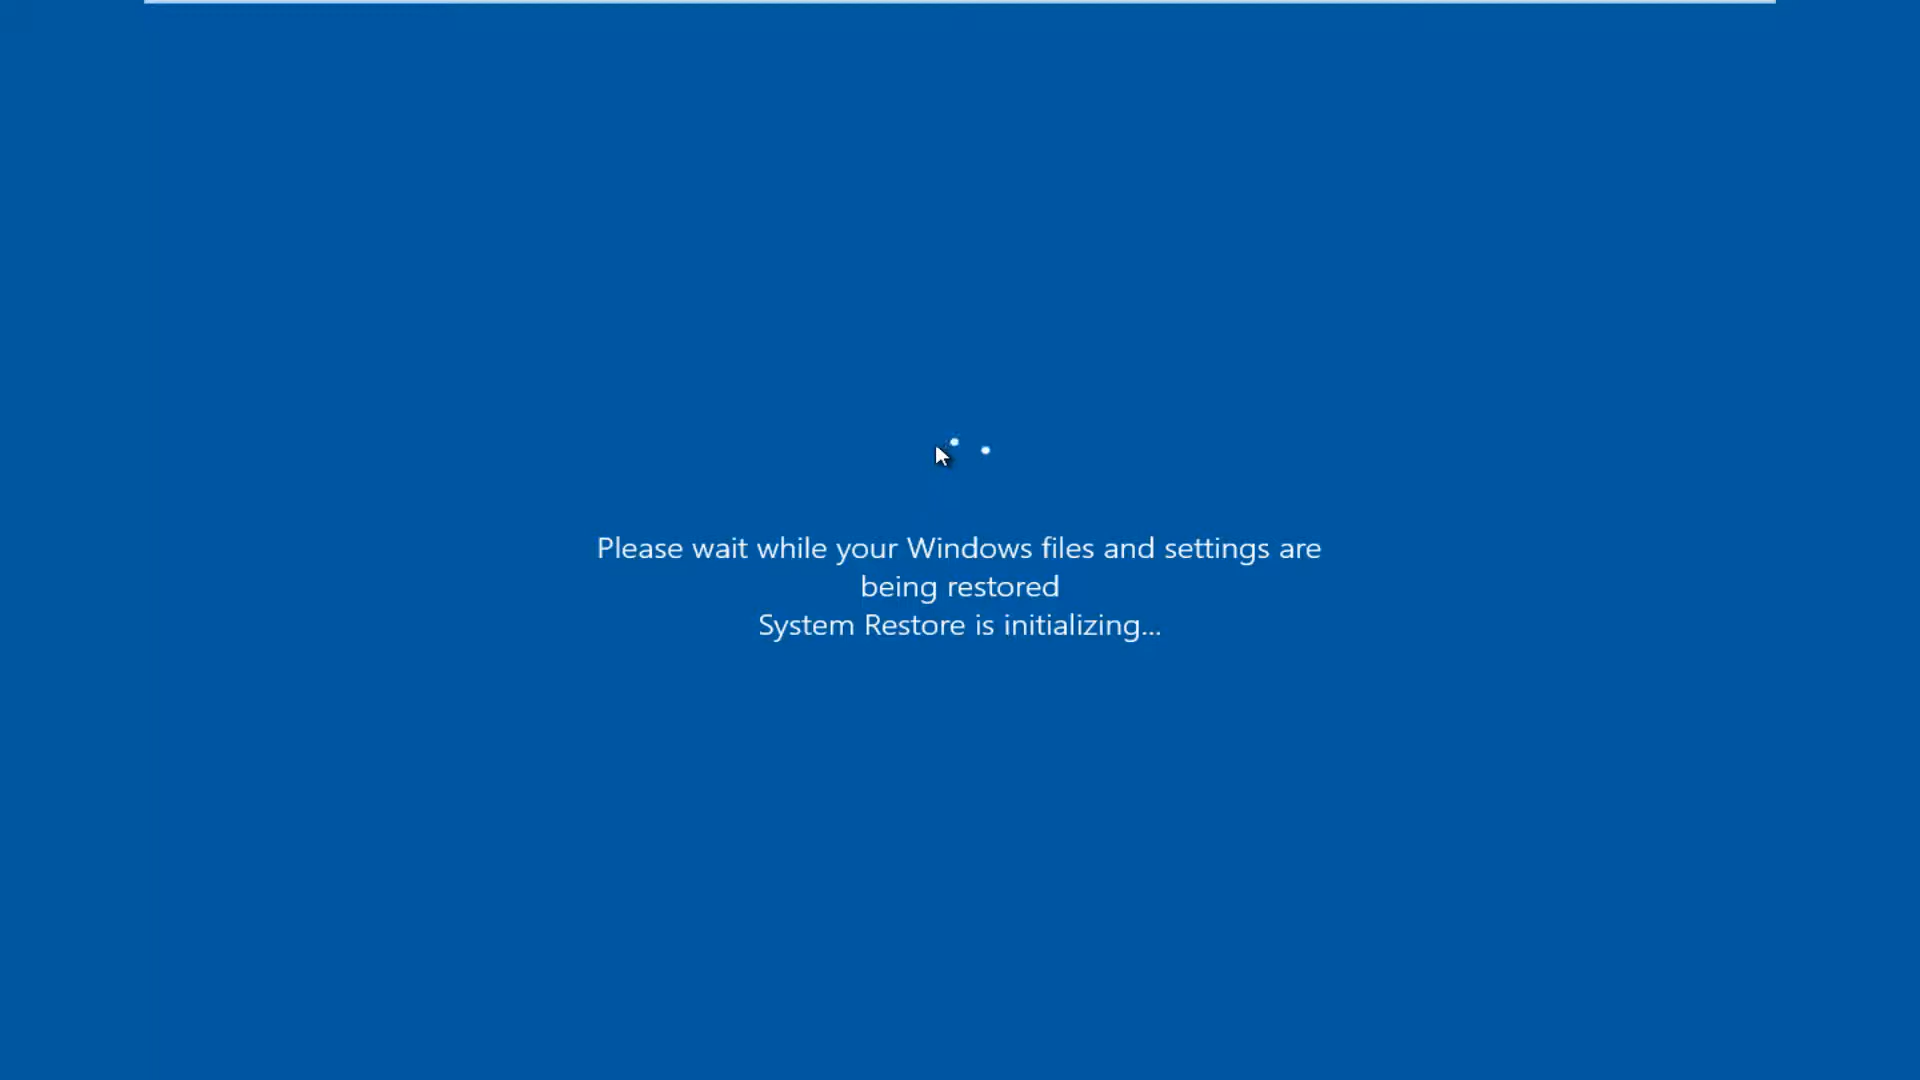 Please wait while your Windows files and settings are
being restored
System Restore is initializing...